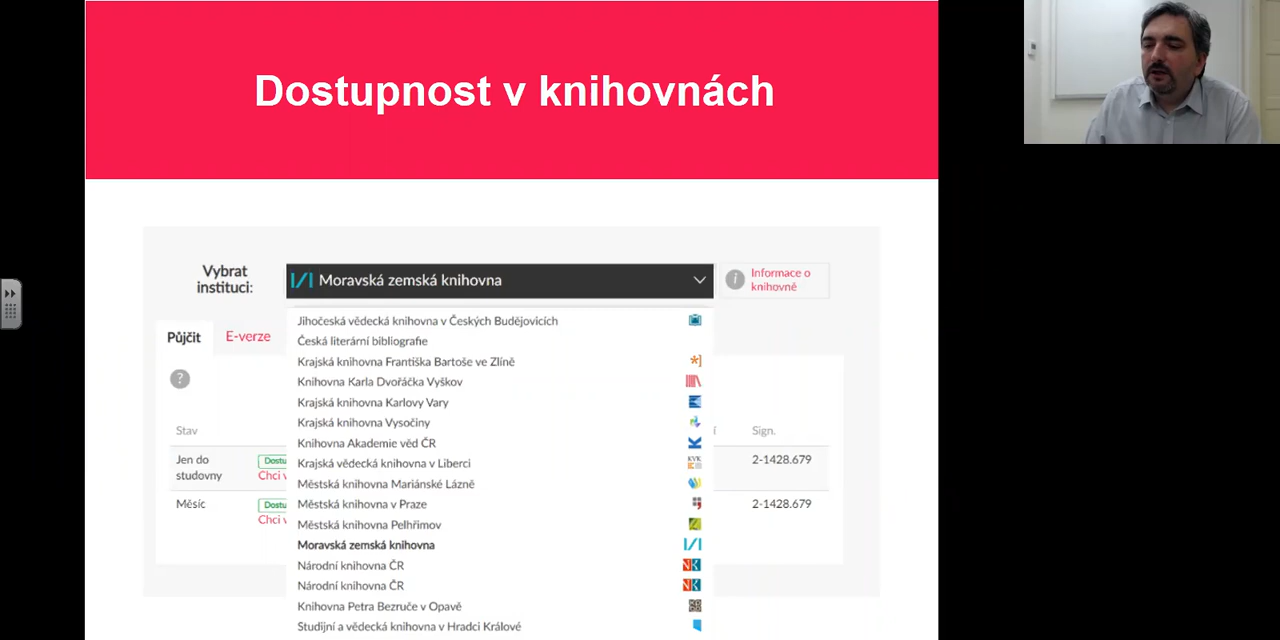 Dostupnost v knihovnách
Vybrat
instituci:
Moravská zemská knihovna
Informace o
knihovně
Půjčit
E-verze
Jihočeská vědecká knihovna v Českých Budějovicích
Česká literární bibliografie
Krajská knihovna Františka Bartoše ve Zlíně
Knihovna Karla Dvořáčka Vyškov
Krajská knihovna Karlovy Vary
Krajská knihovna Vysočiny
Knihovna Akademie věd ČR
Krajská vědecká knihovna v Liberci
Městská knihovna Mariánské Lázně
Městská knihovna v Praze
Městská knihovna Pelhřimov
Moravská zemská knihovna
Národní knihovna ČR
Národní knihovna ČR
Knihovna Petra Bezruče v Opavě
Studijní a vědecká knihovna v Hradci Králové
Stav
Sign.
Jen do
studovny
Dostu
Chci v
2-1428.679
Měsíc
Dostu
Chci v
2-1428.679